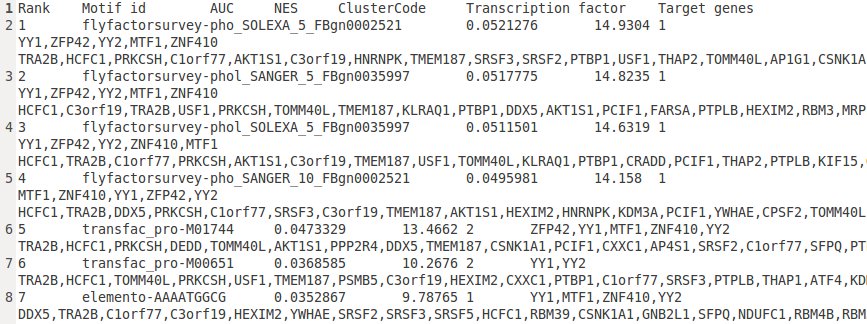 1 Rank Motif id AUC NES ClusterCode Transcription factor Target genes
2 1 flyfactorsurvey-pho_SOLEXA_5_FBgn0002521 0.0521276 14.9304 1
YY1,ZFP42,YY2,MTF1,ZNF410
TRA2B,HCFC1,PRKCSH,C1orf77,AKT1S1,C3orf19,HNRNPK,TMEM187,SRSF3,SRSF2,PTBP1,USF1,THAP2,TOMM40L,AP1G1,CSNK1A
3 2 flyfactorsurvey-phol_SANGER_5_FBgn0035997 0.0517775 14.8235 1
YY1,ZFP42,YY2,MTF1,ZNF410
HCFC1,C3orf19,TRA2B,USF1,PRKCSH,TOMM40L,TMEM187,KLRAQ1,PTBP1,DDX5,AKT1S1,PCIF1,FARSA,PTPLB,HEXIM2,RBM3,MRP
4 3 flyfactorsurvey-phol_SOLEXA_5_FBgn0035997 0.0511501 14.6319 1
YY1,ZFP42,YY2,ZNF410,MTF1
HCFC1,TRA2B,C1orf77,PRKCSH,AKT1S1,C3orf19,TMEM187,USF1,TOMM40L,KLRAQ1,PTBP1,CRADD,PCIF1,THAP2,PTPLB,KIF15,
5 4 flyfactorsurvey-pho_SANGER_10_FBgn0002521 0.0495981 14.158 1
MTF1,ZNF410,YY1,ZFP42,YY2
HCFC1,TRA2B,DDX5,PRKCSH,C1orf77,SRSF3,C3orf19,TMEM187,AKT1S1,HEXIM2,HNRNPK,KDM3A,PCIF1,YWHAE,CPSF2,TOMM40L
6 5 transfac_pro-M01744 0.0473329 13.4662 2 ZFP42,YY1,MTF1,ZNF410,YY2
TRA2B,HCFC1,PRKCSH,DEDD,TOMM40L,AKT1S1,PPP2R4,DDX5,TMEM187,CSNK1A1,PCIF1,CXXC1,AP4S1,SRSF2,C1orf77,SFPQ,PT
7 6 transfac_pro-M00651 0.0368585 10.2676 2 YY1,YY2
TRA2B,HCFC1,TOMM40L,PRKCSH,USF1,TMEM187,PSMB5,C3orf19,HEXIM2,CXXC1,PTBP1,C1orf77,SRSF3,PTPLB,THAP1,ATF4,KD
8 7 elemento-AAAATGGCG 0.0352867 9.78765 1 YY1,MTF1,ZNF410,YY2
DDX5,TRA2B,C1orf77,C3orf19,HEXIM2,YWHAE,SRSF2,SRSF3,SRSF5,HCFC1,RBM39,CSNK1A1,GNB2L1,SFPQ,NDUFC1,RBM4B,RBM